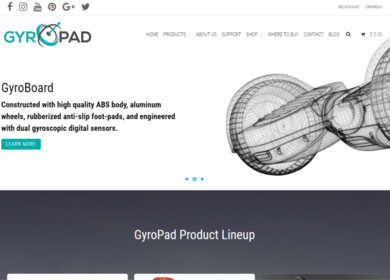 My Account Checkout
GYROPAD
HOME PRODUCTS ABOUT US SUPPORT SHOP WHERE TO BUY CONTACT BLOG $ 0.00
GyroBoard
Constructed with high quality ABS body, aluminum
wheels, rubberized anti-slip foot-pads, and engineered
with dual gyroscopic digital sensors.
LEARN MORE
GyroPad Product Lineup